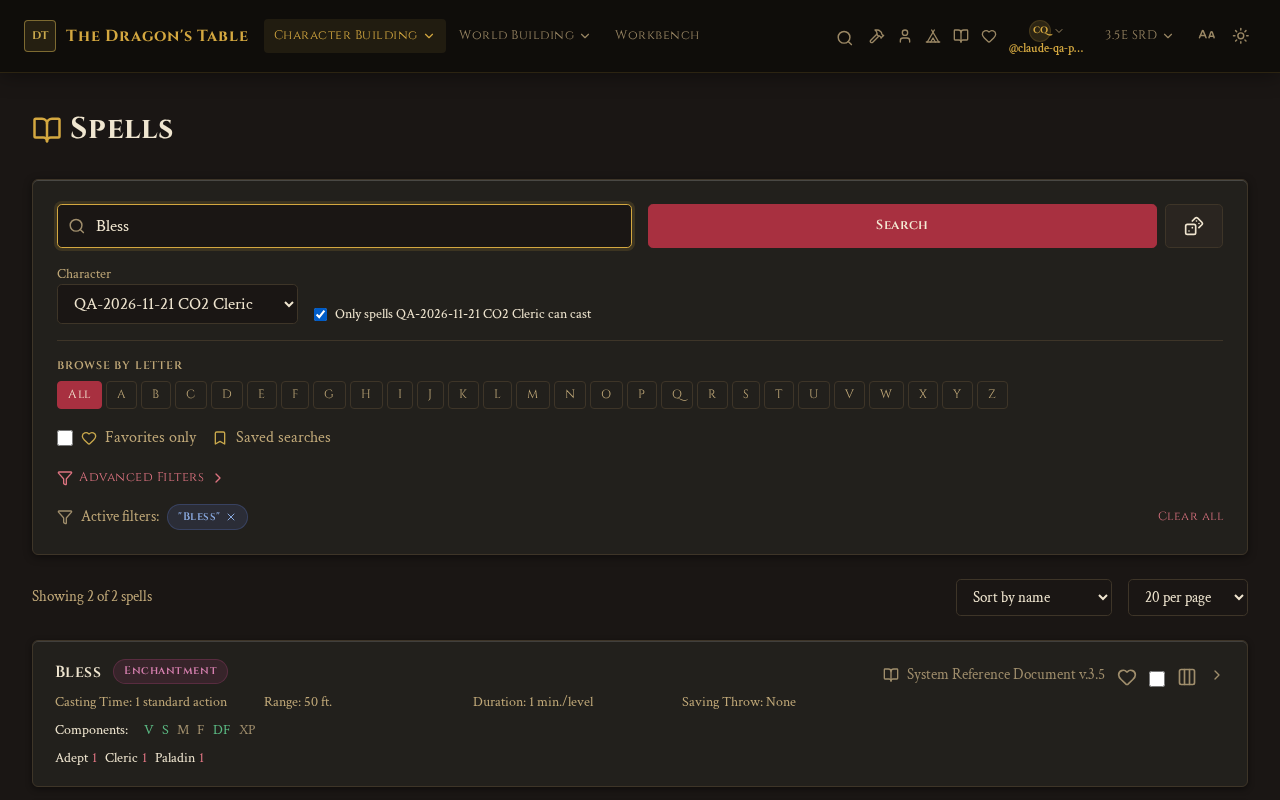 DT The Dragon's Table Character Building World Building Workbench CQ 3.5E SRD AA
@claude-qa-p...
Spells
Bless Search
Character
QA-2026-11-21 CO2 Cleric Only spells QA-2026-11-21 CO2 Cleric can cast
Browse by letter
All A B C D E F G H I J K L M N O P Q R S T U V W X Y Z
Favorites only Saved searches
Advanced Filters
Active filters: "Bless" × Clear all
Showing 2 of 2 spells Sort by name 20 per page
Bless Enchantment System Reference Document v.3.5
Casting Time: 1 standard action Range: 50 ft. Duration: 1 min./level Saving Throw: None
Components: V S M F DF XP
Adept 1 Cleric 1 Paladin 1